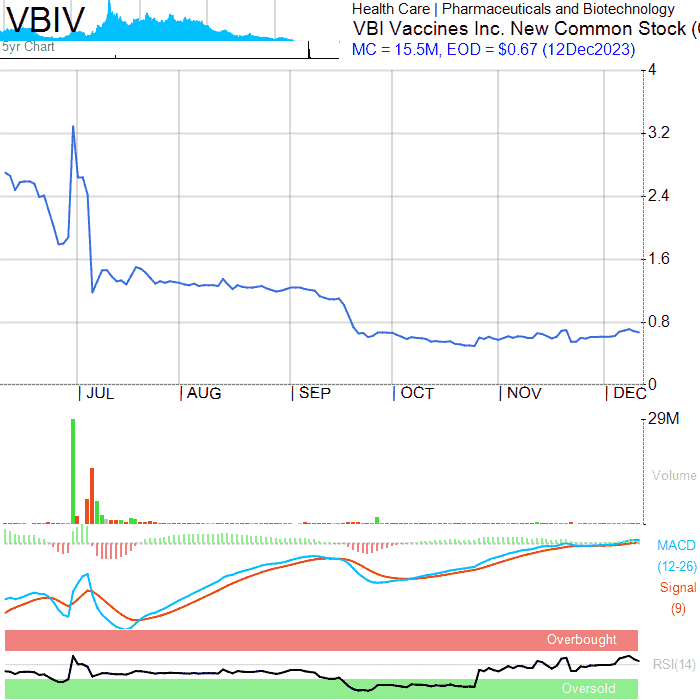 VBIV
5yr Chart
Health Care | Pharmaceuticals and Biotechnology
VBI Vaccines Inc. New Common Stock (
MC = 15.5M, EOD = $0.67 (12Dec2023)
4
3.2
2.4
1.6
0.8
0
JUL AUG SEP OCT NOV DEC
29M
Volume
MACD
(12-26)
Signal
(9)
Overbought
RSI(14)
Oversold